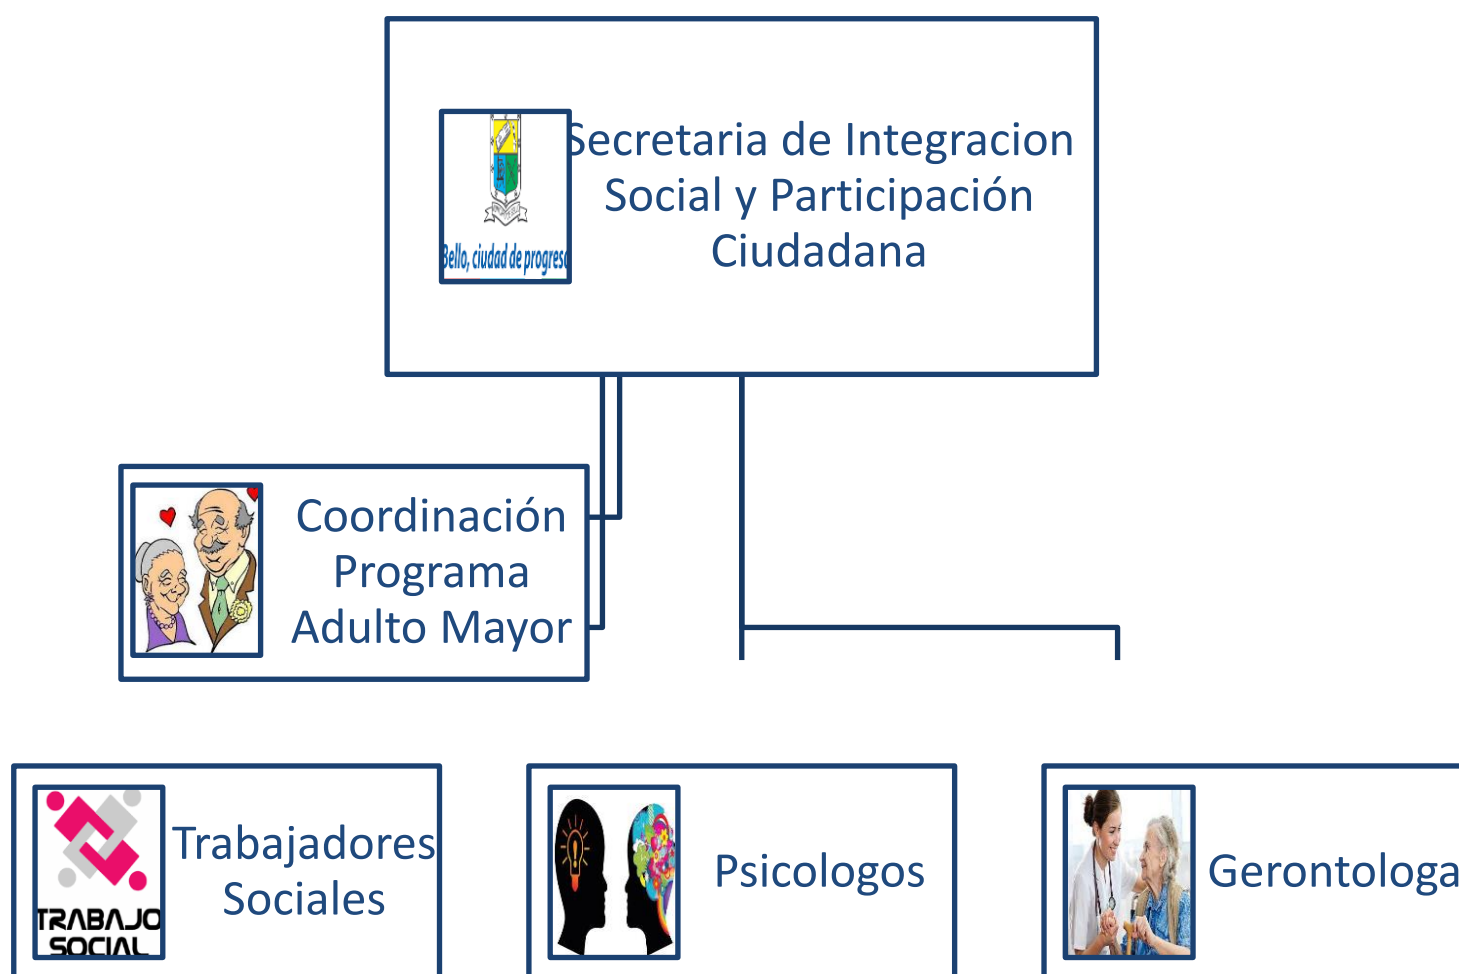 Secretaria de Integracion
Social y Participación
Ciudadana
Bello, ciudad de progreso
Coordinación
Programa
Adulto Mayor
Trabajadores
Sociales
TRABAJO
SOCIAL
Psicologos
Gerontologa